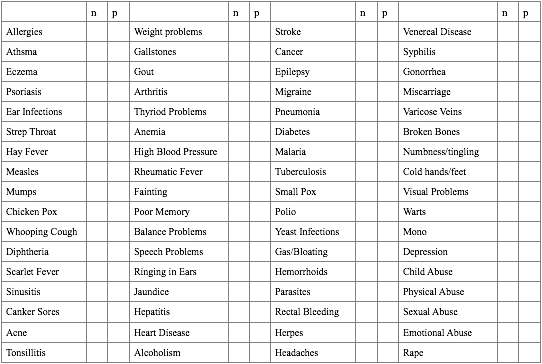 n p n p n p n p
Allergies Weight problems Stroke Venereal Disease
Athsma Gallstones Cancer Syphilis
Eczema Gout Epilepsy Gonorrhea
Psoriasis Arthritis Migraine Miscarriage
Ear Infections Thyriod Problems Pneumonia Varicose Veins
Strep Throat Anemia Diabetes Broken Bones
Hay Fever High Blood Pressure Malaria Numbness/tingling
Measles Rheumatic Fever Tuberculosis Cold hands/feet
Mumps Fainting Small Pox Visual Problems
Chicken Pox Poor Memory Polio Warts
Whooping Cough Balance Problems Yeast Infections Mono
Diphtheria Speech Problems Gas/Bloating Depression
Scarlet Fever Ringing in Ears Hemorrhoids Child Abuse
Sinusitis Jaundice Parasites Physical Abuse
Canker Sores Hepatitis Rectal Bleeding Sexual Abuse
Acne Heart Disease Herpes Emotional Abuse
Tonsillitis Alcoholism Headaches Rape